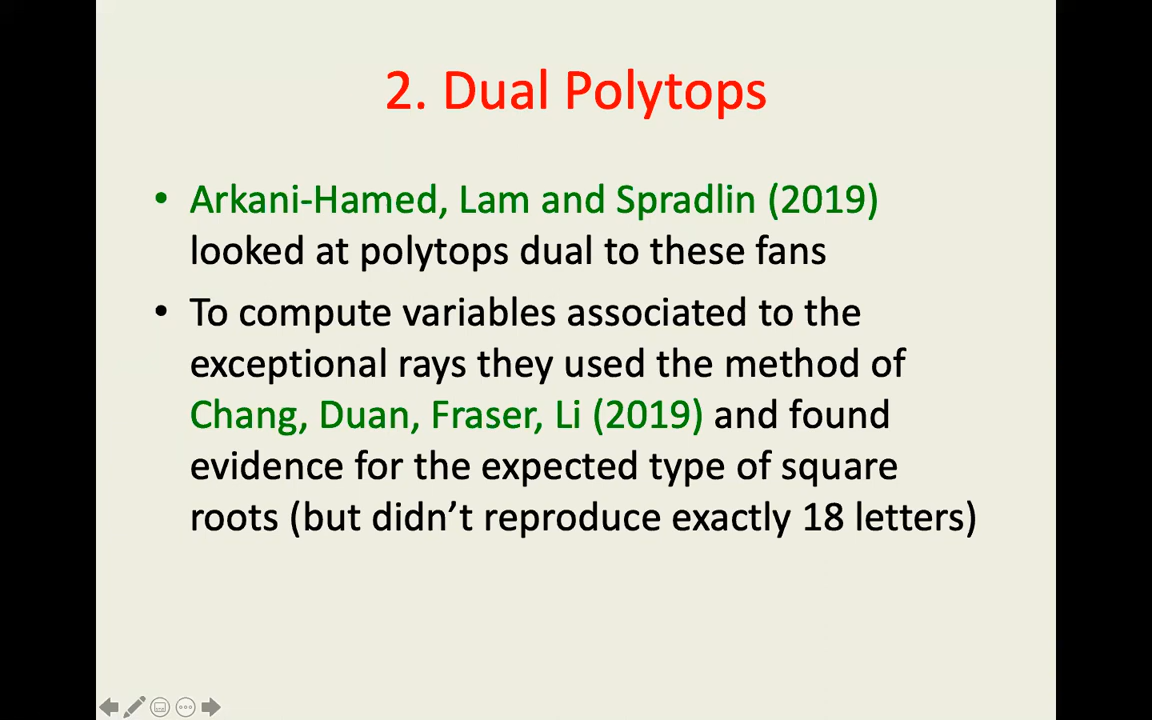 2. Dual Polytops
• Arkani-Hamed, Lam and Spradlin (2019)
looked at polytops dual to these fans
• To compute variables associated to the
exceptional rays they used the method of
Chang, Duan, Fraser, Li (2019) and found
evidence for the expected type of square
roots (but didn’t reproduce exactly 18 letters)